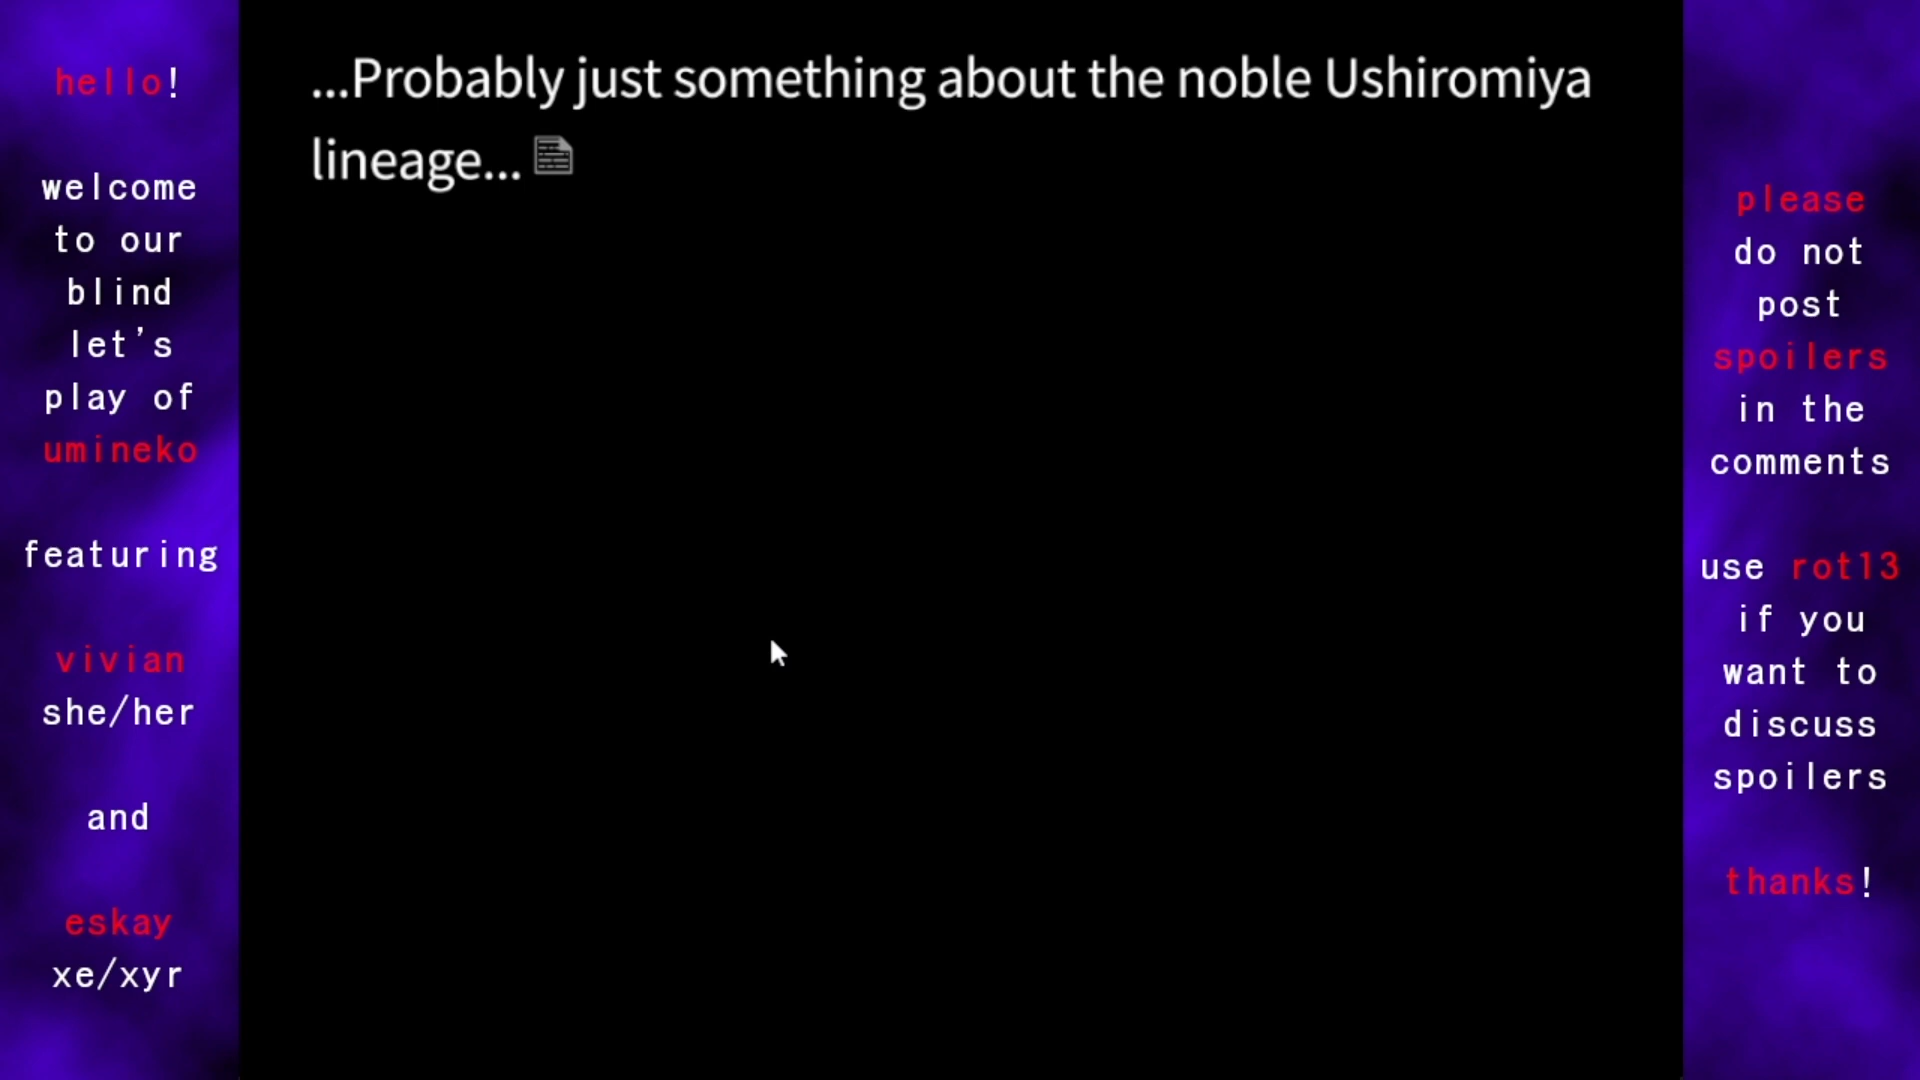 hello!
welcome
to our
blind
let's
play of
umineko
featuring
vivian
she/her
and
eskay
xe/xyr
...Probably just something about the noble Ushiromiya
lineage...
please
do not
post
spoilers
in the
comments
use rot13
if you
want to
discuss
spoilers
thanks!